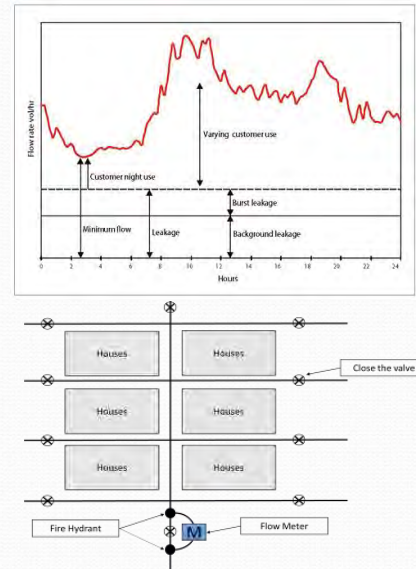 Flow rate vol/hr
Varying customer use
Customer night use
Burst leakage
Minimum flow
Leakage
Background leakage
0 2 4 6 8 10 12 14 16 18 20 22 24
Hours
Houses Houses
Close the valve
Houses Houses
Houses Houses
Fire Hydrant
M
Flow Meter